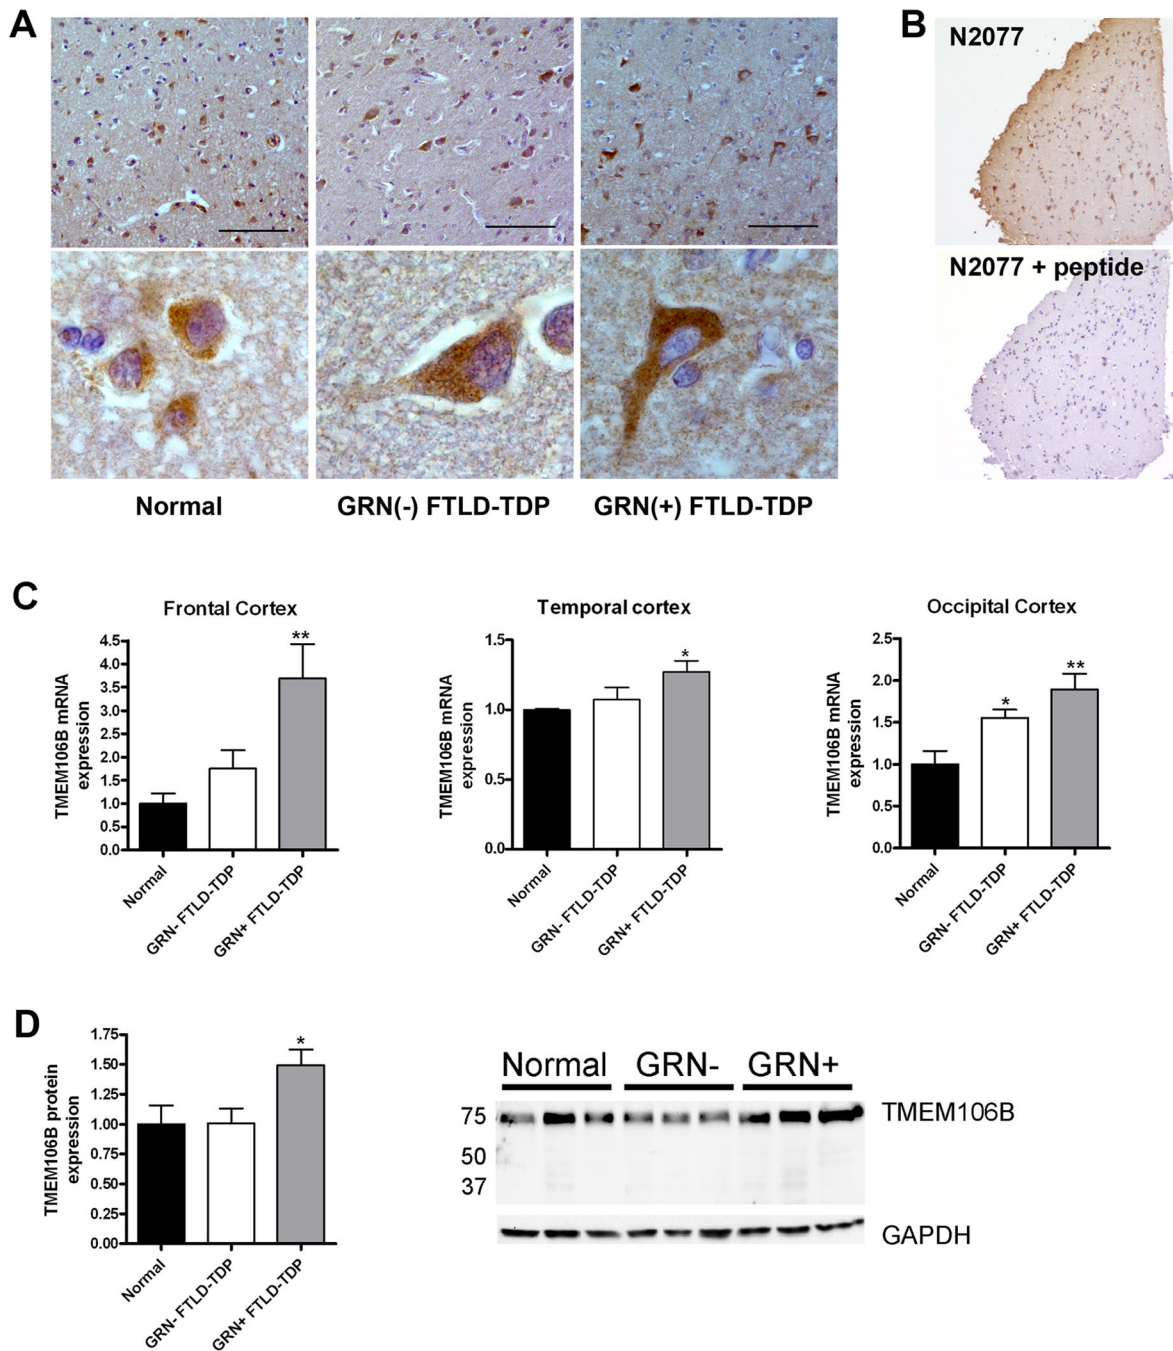 A
B
N2077
N2077 + peptide
Normal
GRN(-) FTLD-TDP
GRN(+) FTLD-TDP
C
Frontal Cortex
TMEM106B mRNA
expression
4.5
4.0
3.5
3.0
2.5
2.0
1.5
1.0
0.5
0.0
**
Normal
GRN- FTLD-TDP
GRN+ FTLD-TDP
Temporal cortex
TMEM106B mRNA
expression
1.5
1.0
0.5
0.0
*
Normal
GRN- FTLD-TDP
GRN+ FTLD-TDP
Occipital Cortex
TMEM106B mRNA
expression
2.5
2.0
1.5
1.0
0.5
0.0
*
**
Normal
GRN- FTLD-TDP
GRN+ FTLD-TDP
D
TMEM106B protein
expression
1.75
1.50
1.25
1.00
0.75
0.50
0.25
0.00
*
Normal
GRN- FTLD-TDP
GRN+ FTLD-TDP
Normal GRN- GRN+
75
50
37
TMEM106B
GAPDH